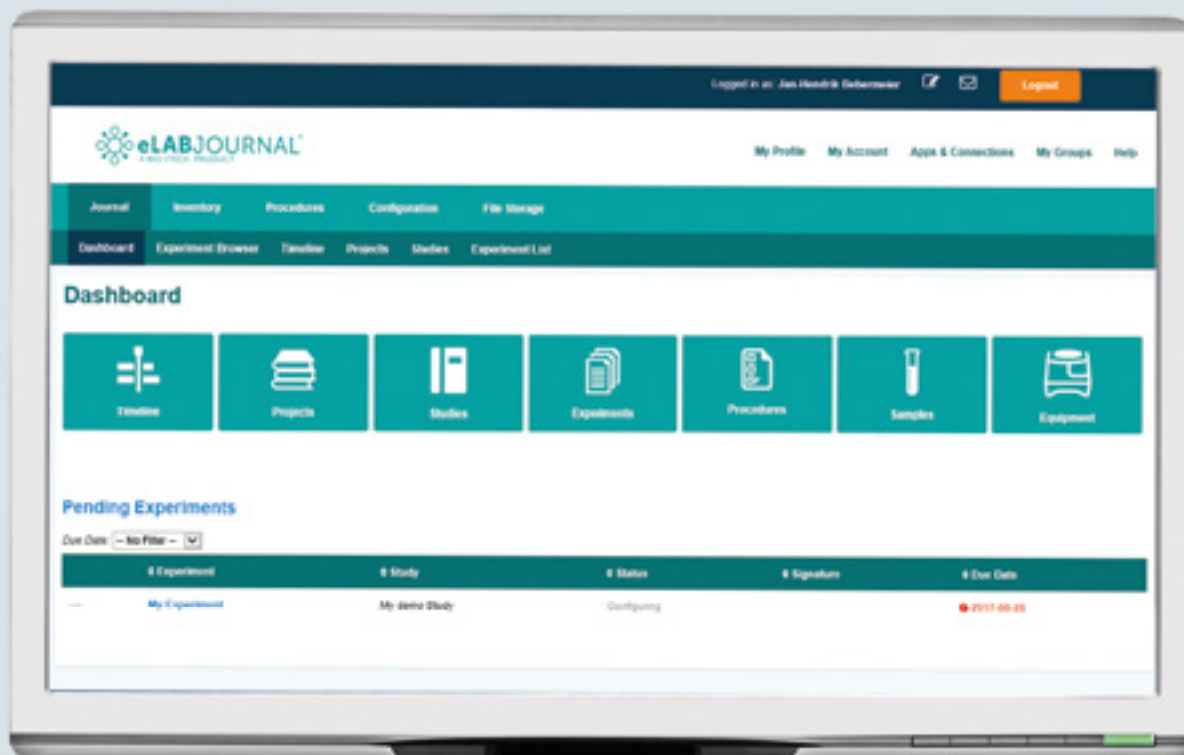 Logged in as: Jan-Hendrik Bebermeier
Logout
eLABJOURNAL
My Profile My Account Apps & Connections My Groups Help
Journal Inventory Procedures Configuration File Storage
Dashboard Experiment Browser Timeline Projects Studies Experiment List
Dashboard
Timeline Projects Studies Experiments Procedures Samples Equipment
Pending Experiments
Due Date: -- No Filter --
Experiment Study Status Signature Due Date
My Experiment My demo Study Configuring